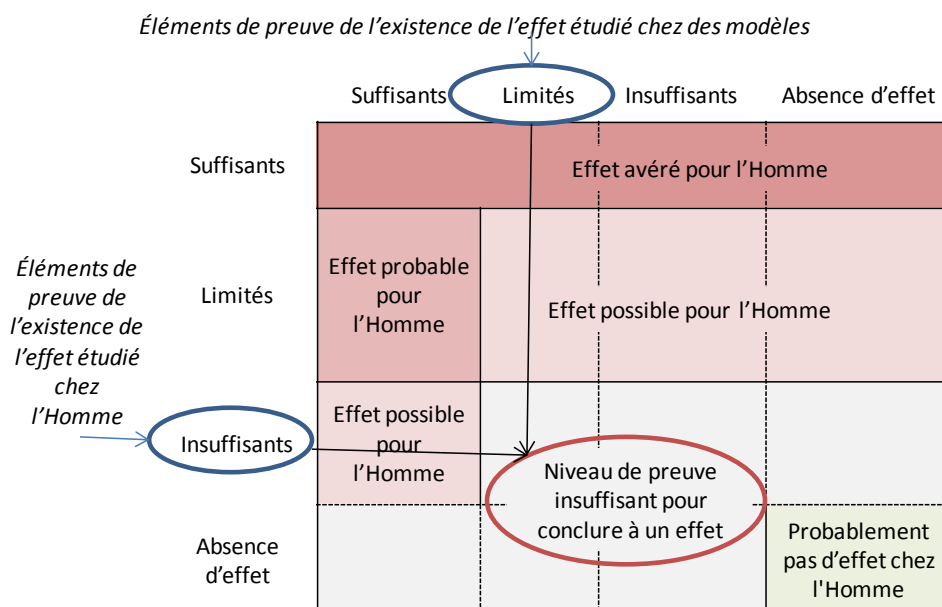 Éléments de preuve de l'existence de l'effet étudié chez des modèles
Suffisants
Limités
Insuffisants
Absence d'effet
Suffisants
Effet avéré pour l'Homme
Éléments de
preuve de
l'existence de
l'effet étudié
chez
l'Homme
Limités
Effet probable
pour
l'Homme
Effet possible pour l'Homme
Insuffisants
Effet possible
pour
l'Homme
Niveau de preuve
insuffisant pour
conclure à un effet
Absence
d'effet
Probablement
pas d'effet chez
l'Homme